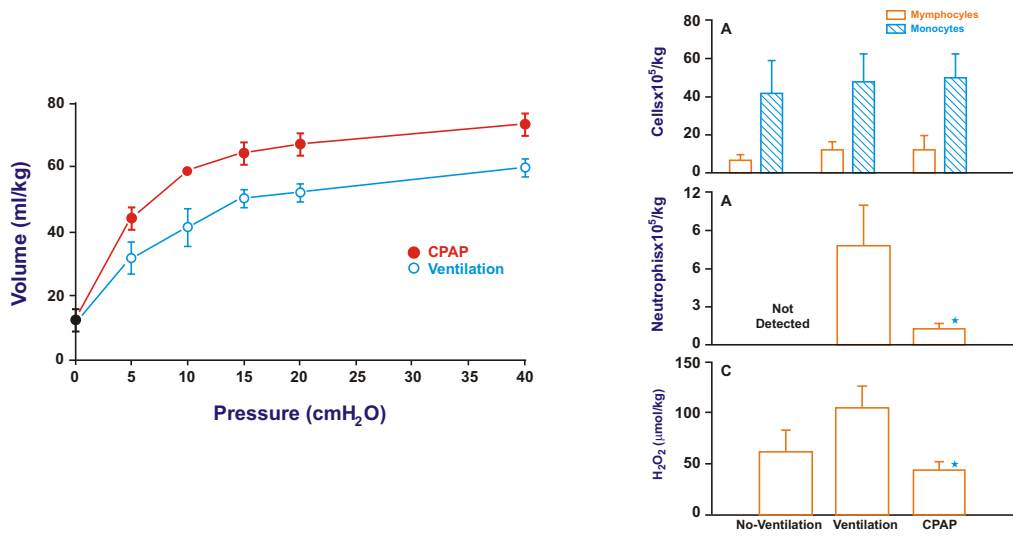 80
60
40
20
0
Volume (ml/kg)
0 5 10 15 20 25 30 35 40
Pressure (cmH2O)
CPAP
Ventilation
A
Mymphocyles
Monocytes
80
60
40
20
0
Cellsx10⁵/kg
A
12
6
6
3
0
Neutrophisx10⁵/kg
Not
Detected
★
C
150
100
50
0
H₂O₂ (μmol/kg)
★
No-Ventilation Ventilation CPAP